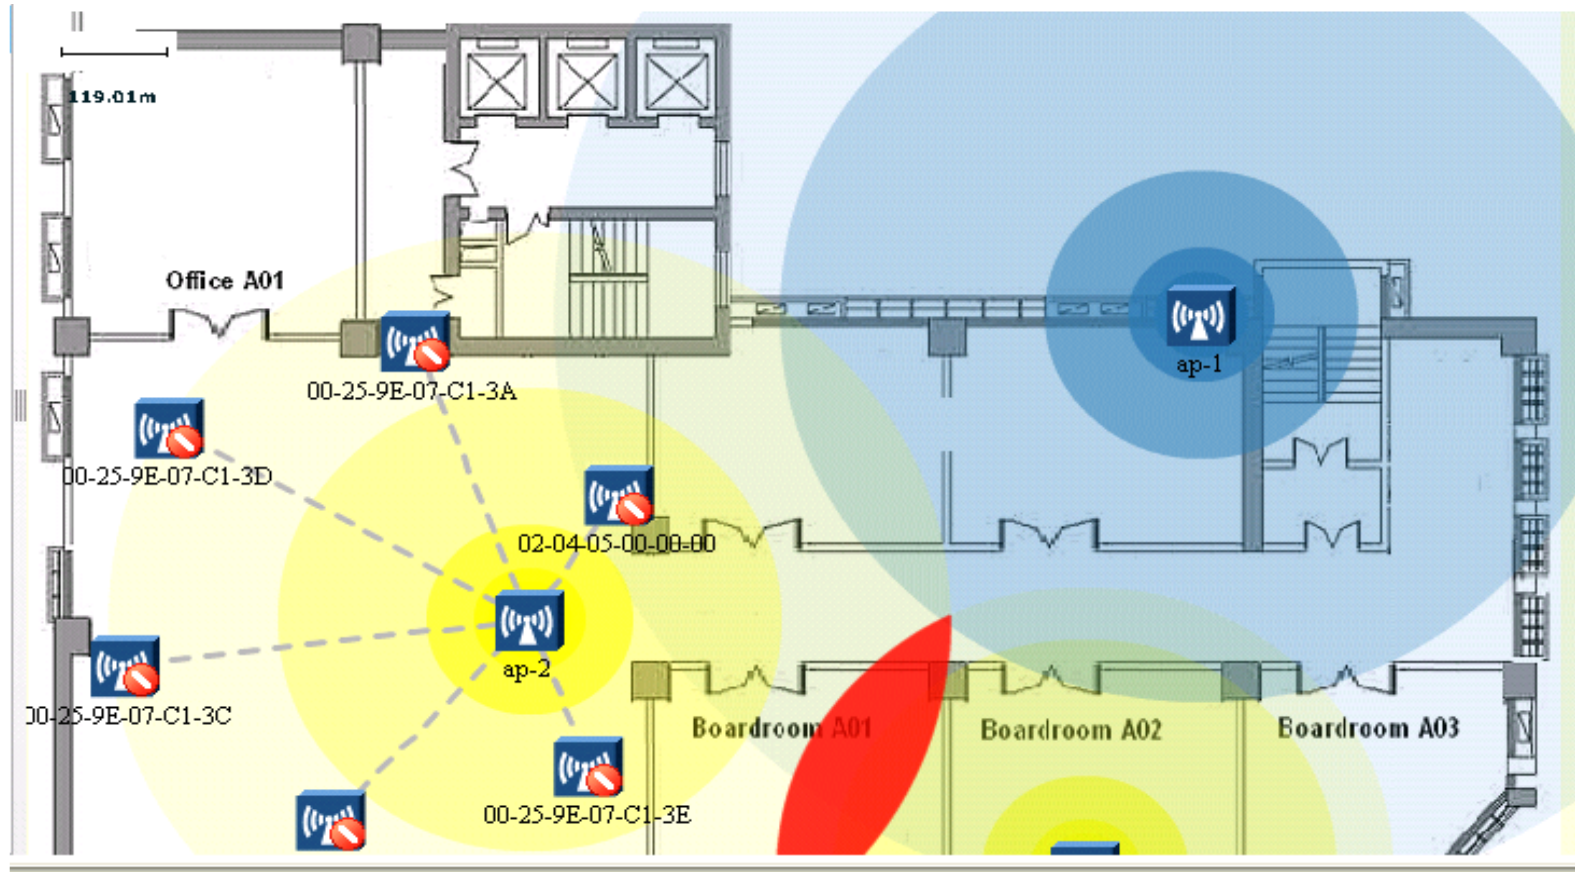 119.01m
Office A01
ap-1
00-25-9E-07-C1-3A
00-25-9E-07-C1-3D
02-04-05-00-00-00
ap-2
00-25-9E-07-C1-3C
Boardroom A01
Boardroom A02
Boardroom A03
00-25-9E-07-C1-3E